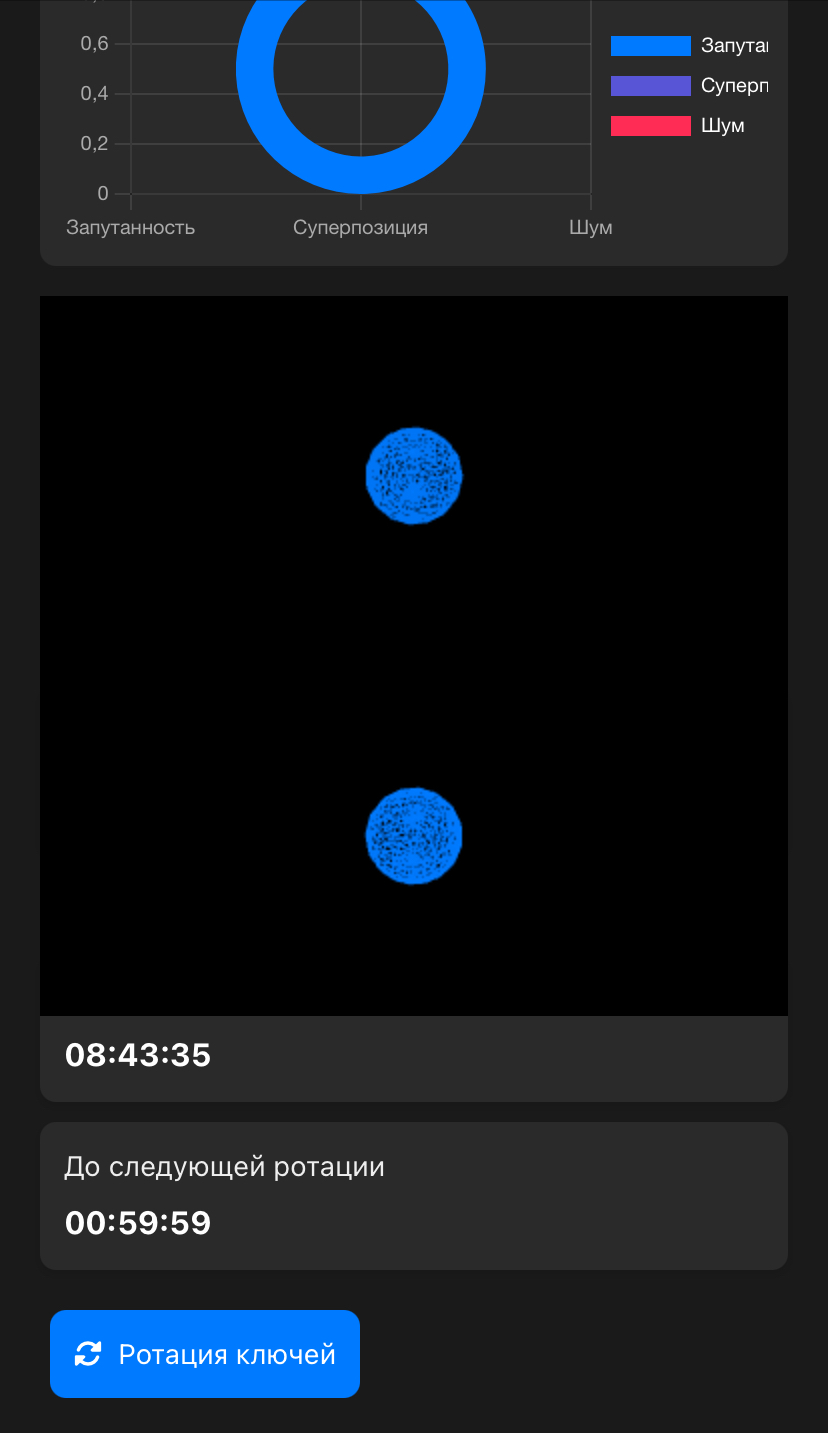 0,6
0,4
0,2
0
Запутанность
Суперпозиция
Шум
Шум
08:43:35
До следующей ротации
00:59:59
Ротация ключей